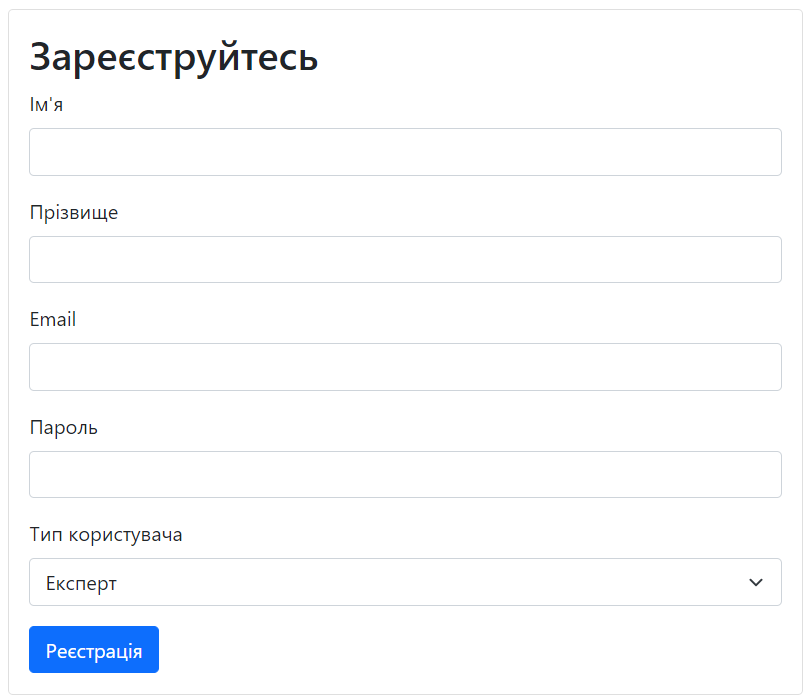 Зареєструйтесь
Ім'я
Прізвище
Email
Пароль
Тип користувача
Експерт
Реєстрація